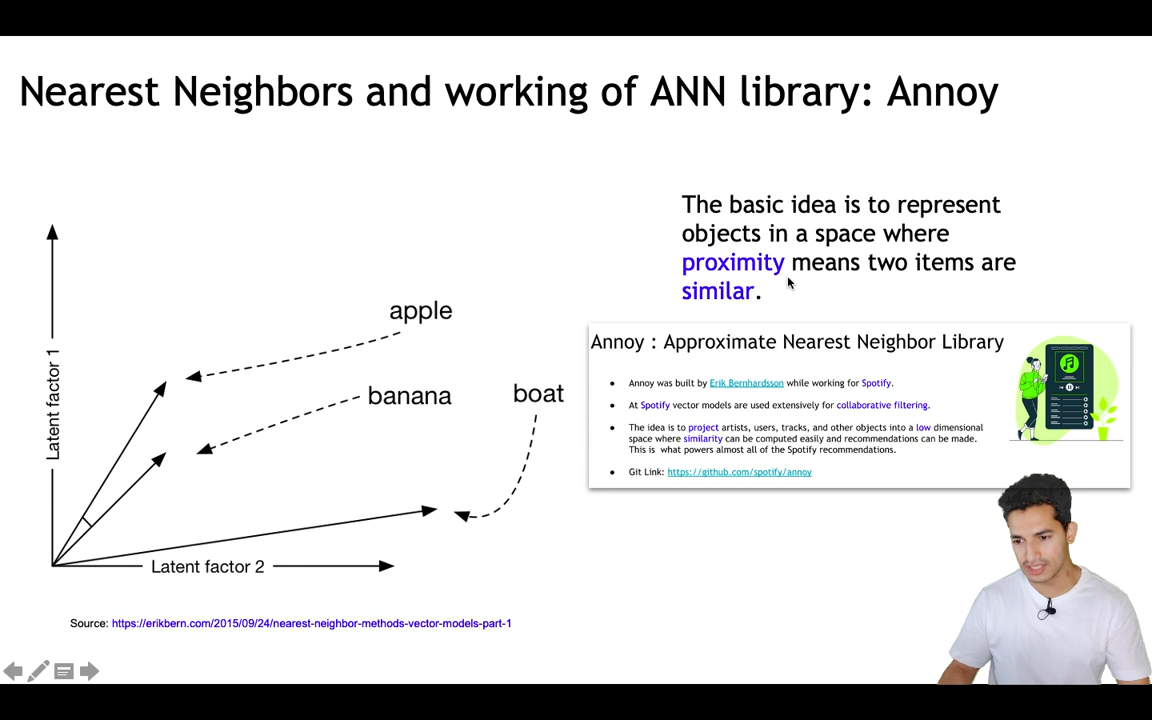 Nearest Neighbors and working of ANN library: Annoy
The basic idea is to represent
objects in a space where
proximity means two items are
similar.
apple
banana
boat
Latent factor 1
Latent factor 2
Annoy : Approximate Nearest Neighbor Library
• Annoy was built by Erik Bernhardsson while working for Spotify.
• At Spotify vector models are used extensively for collaborative filtering.
• The idea is to project artists, users, tracks, and other objects into a low dimensional
space where similarity can be computed easily and recommendations can be made.
This is what powers almost all of the Spotify recommendations.
• Git Link: https://github.com/spotify/annoy
Source: https://erikbern.com/2015/09/24/nearest-neighbor-methods-vector-models-part-1